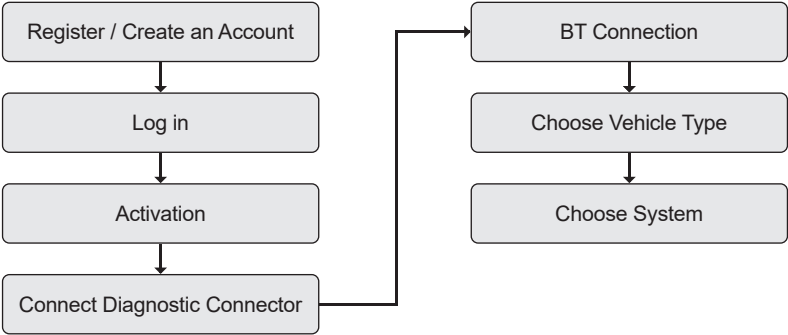 Register / Create an Account
Log in
Activation
Connect Diagnostic Connector
BT Connection
Choose Vehicle Type
Choose System